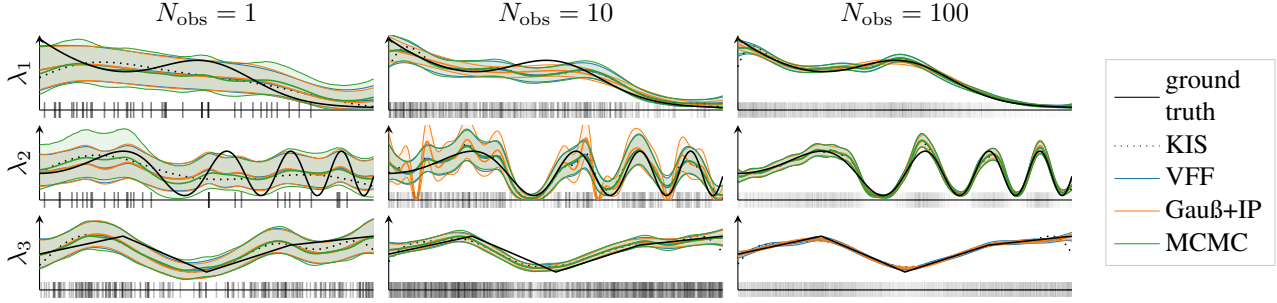 N_obs = 1
N_obs = 10
N_obs = 100
λ₁
λ₂
λ₃
ground
truth
KIS
VFF
Gauß+IP
MCMC